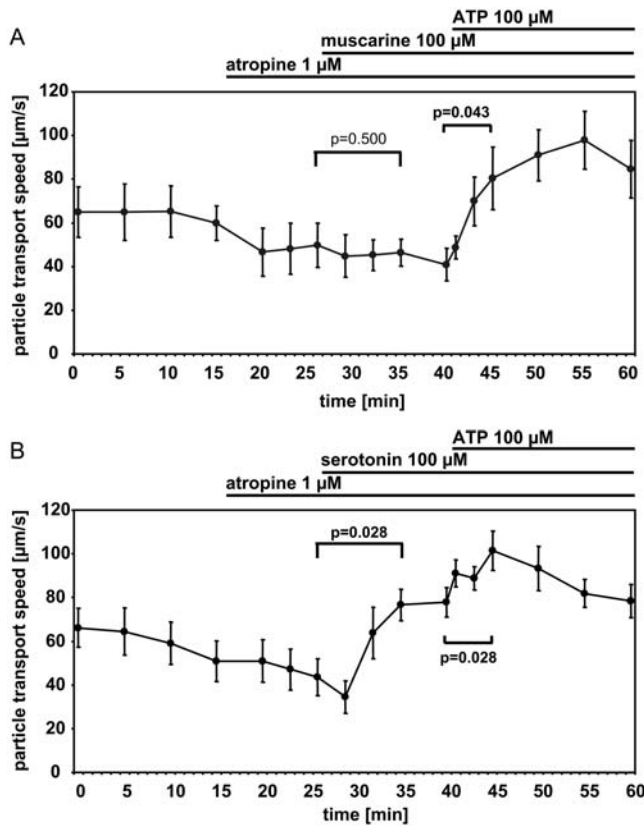 A
ATP 100 µM
muscarine 100 µM
atropine 1 µM
particle transport speed [µm/s]
120
100
80
60
40
20
0
p=0.500
p=0.043
0 5 10 15 20 25 30 35 40 45 50 55 60
time [min]
B
ATP 100 µM
serotonin 100 µM
atropine 1 µM
particle transport speed [µm/s]
120
100
80
60
40
20
0
p=0.028
p=0.028
0 5 10 15 20 25 30 35 40 45 50 55 60
time [min]